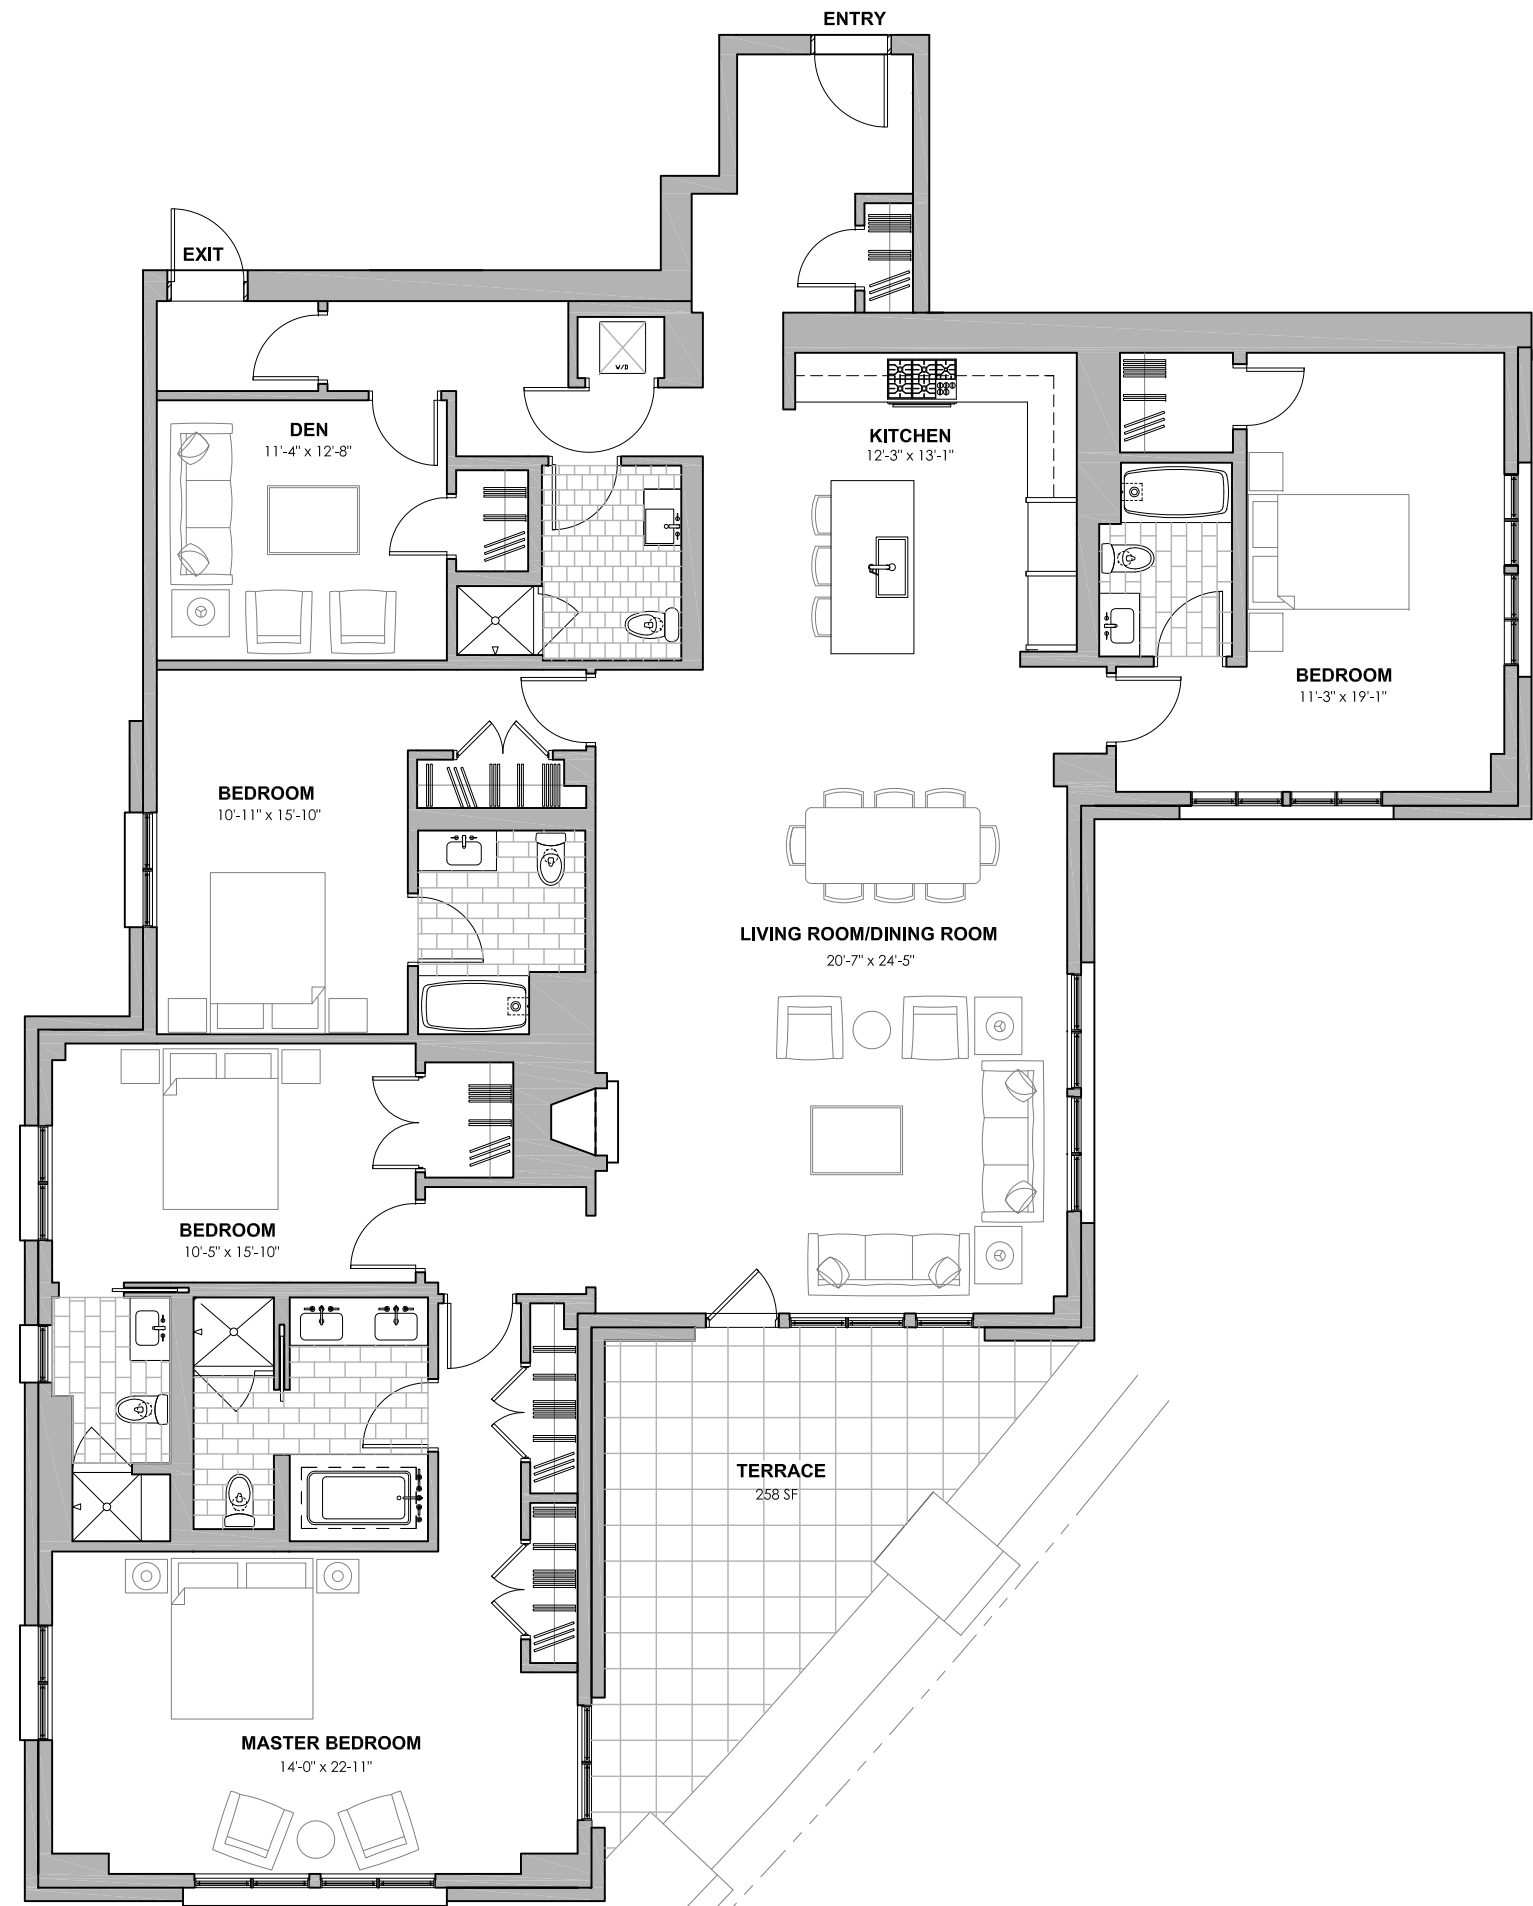 ENTRY
EXIT
W/D
DEN
11'-4" x 12'-8"
KITCHEN
12'-3" x 13'-1"
BEDROOM
11'-3" x 19'-1"
BEDROOM
10'-11" x 15'-10"
LIVING ROOM/DINING ROOM
20'-7" x 24'-5"
BEDROOM
10'-5" x 15'-10"
TERRACE
258 SF
MASTER BEDROOM
14'-0" x 22-11"